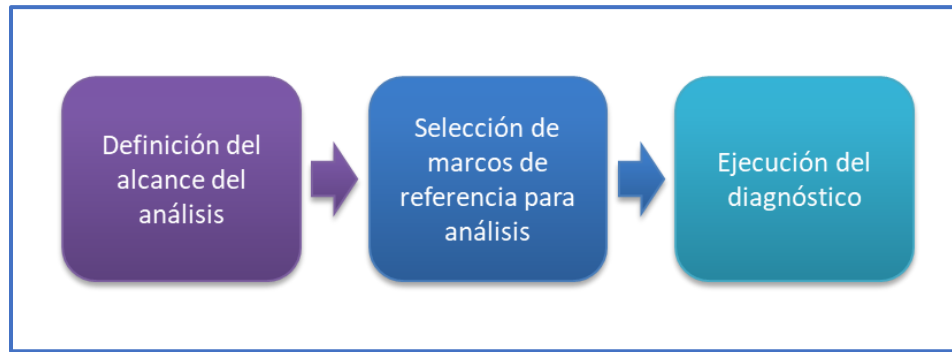 Definición del
alcance del
análisis
Selección de
marcos de
referencia para
análisis
Ejecución del
diagnóstico